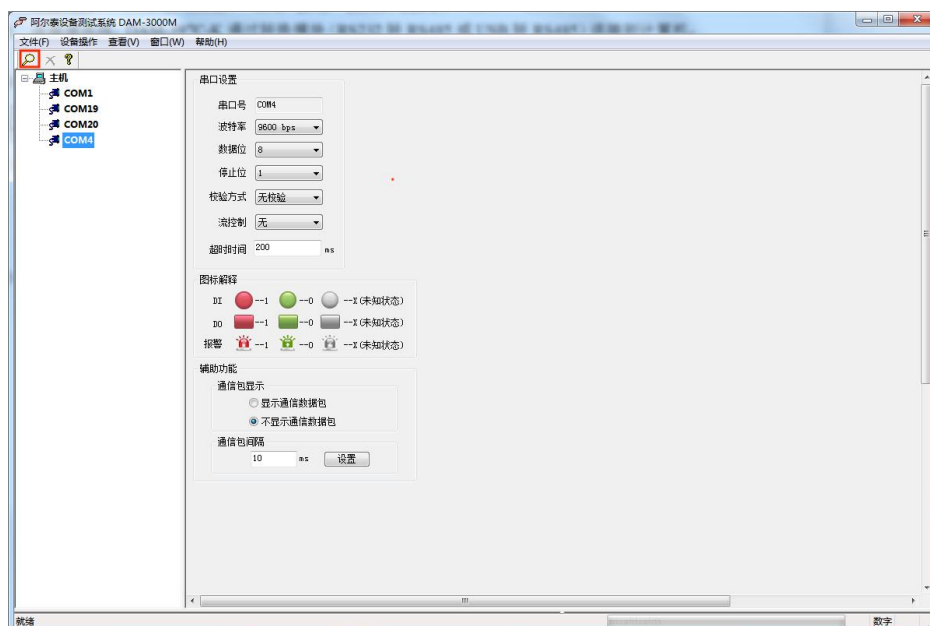 阿尔泰设备测试系统 DAM-3000M
文件(F) 设备操作 查看(V) 窗口(W) 帮助(H)
主机
COM1
COM19
COM20
COM4
串口设置
串口号 COM4
波特率 9600 bps
数据位 8
停止位 1
校验方式 无校验
流控制 无
超时时间 200 ms
图标解释
DI --1 --0 --X(未知状态)
DO --1 --0 --X(未知状态)
报警 --1 --0 --X(未知状态)
辅助功能
通信包显示
显示通信数据包
不显示通信数据包
通信包间隔
10 ms 设置
就绪 数字